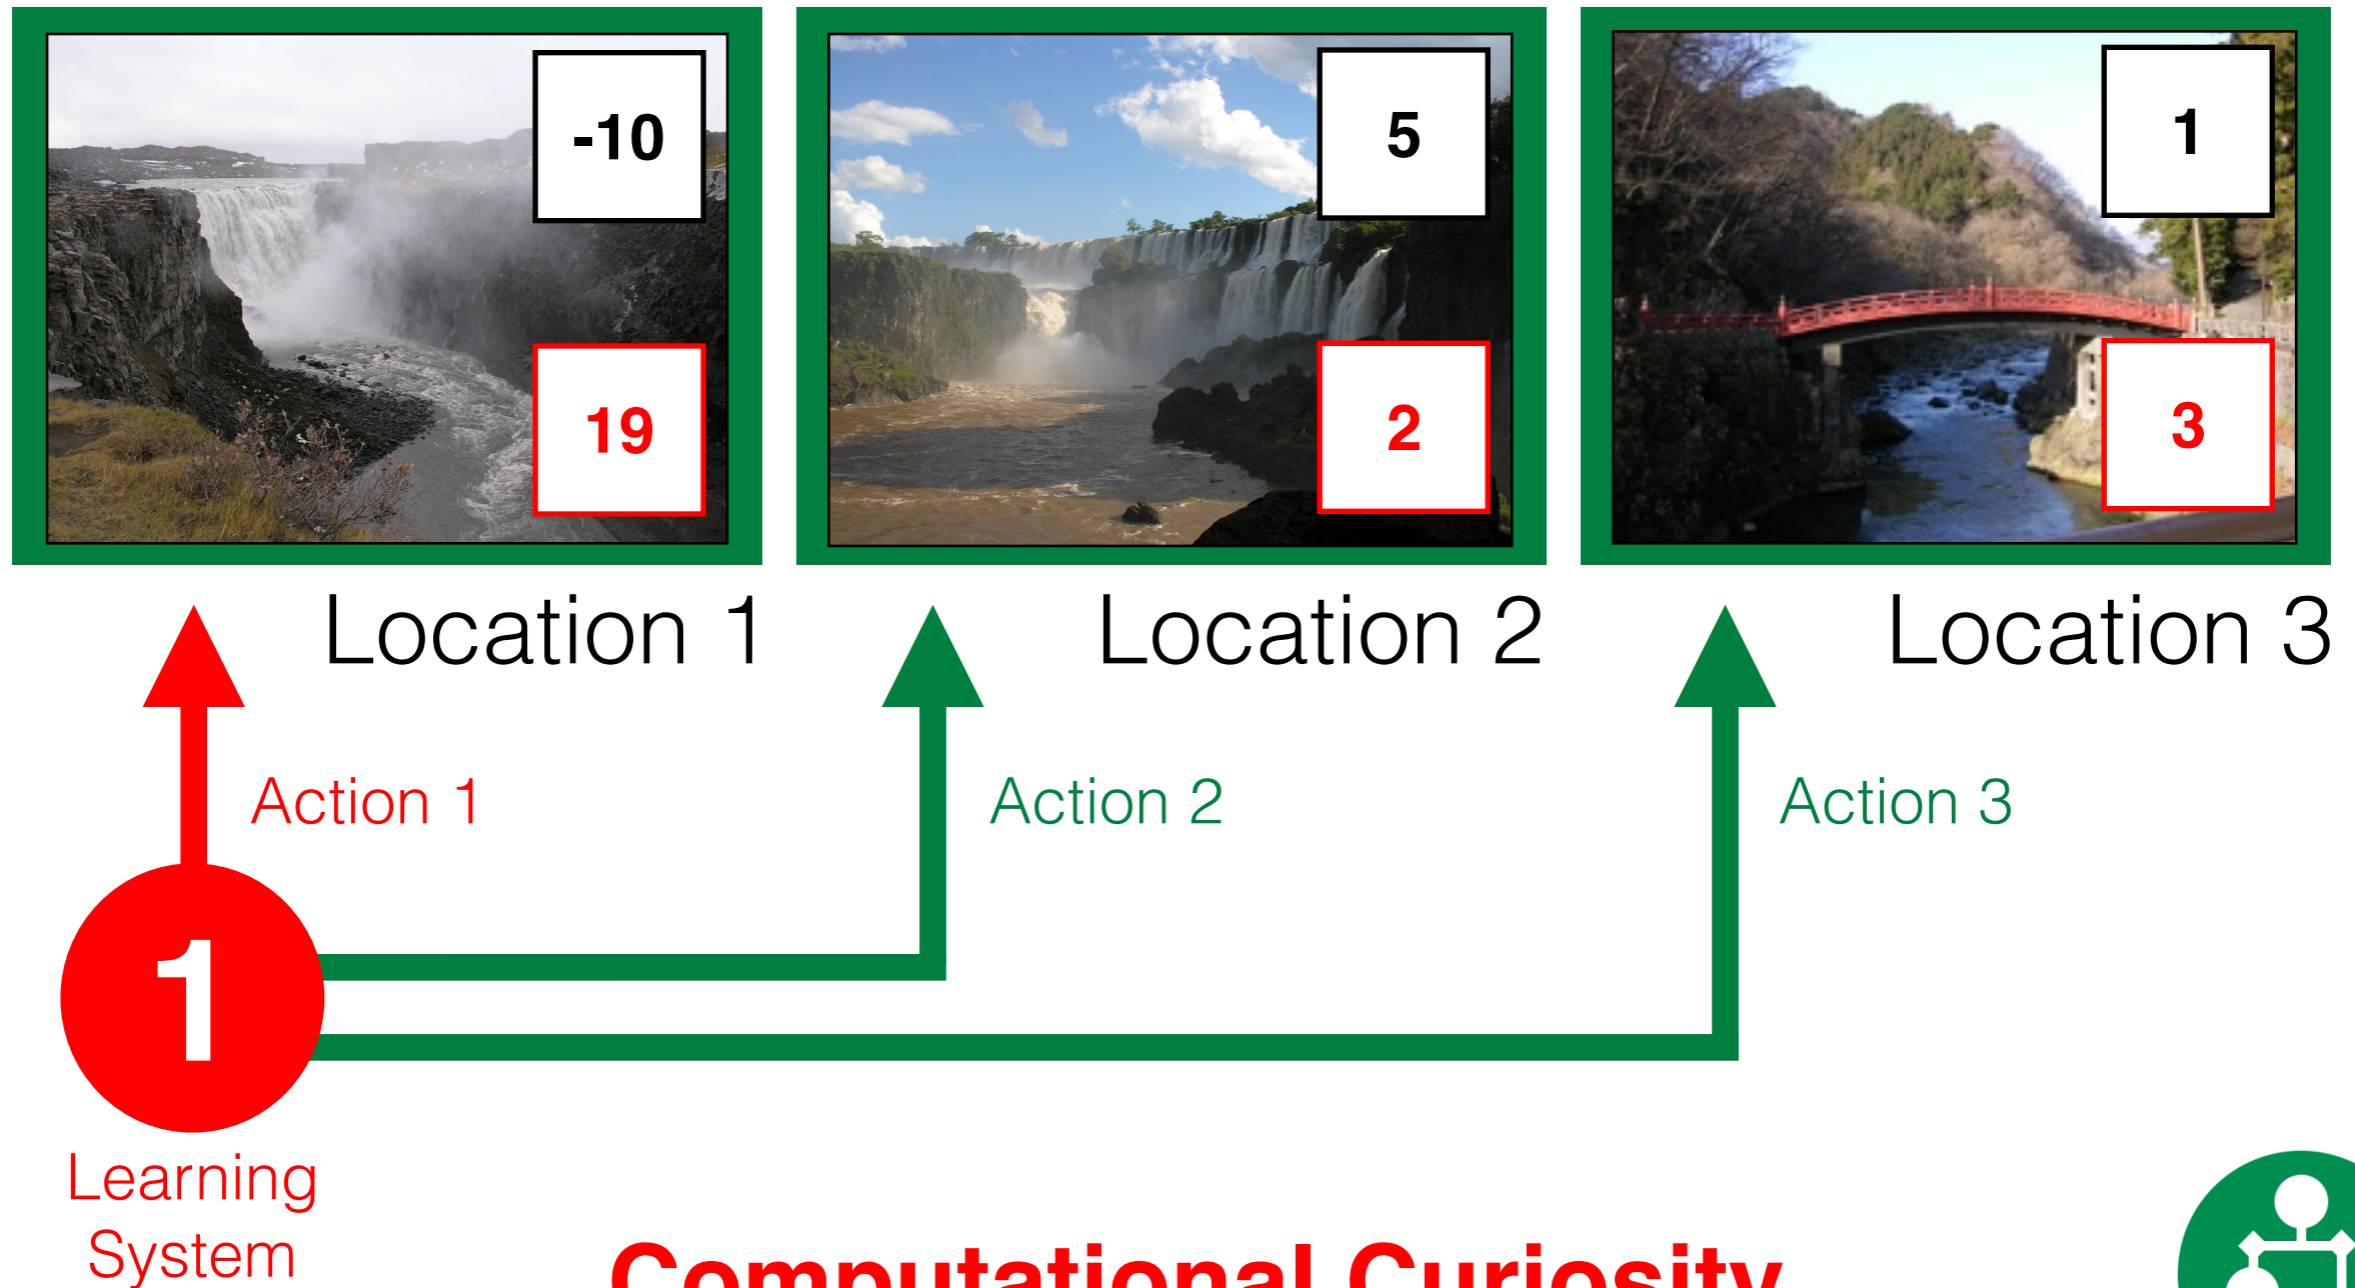 -10
19
5
2
1
3
Location 1
Location 2
Location 3
Action 1
Action 2
Action 3
1
Learning
System
Computational Curiosity